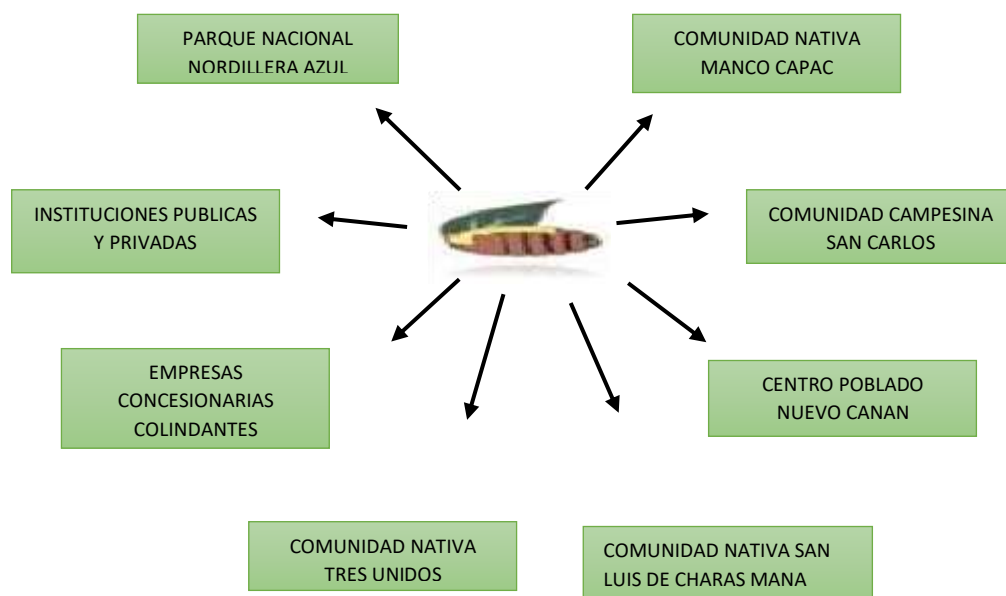 PARQUE NACIONAL
NORDILLERA AZUL
COMUNIDAD NATIVA
MANCO CAPAC
INSTITUCIONES PUBLICAS
Y PRIVADAS
COMUNIDAD CAMPESINA
SAN CARLOS
EMPRESAS
CONCESIONARIAS
COLINDANTES
CENTRO POBLADO
NUEVO CANAN
COMUNIDAD NATIVA
TRES UNIDOS
COMUNIDAD NATIVA SAN
LUIS DE CHARAS MANA